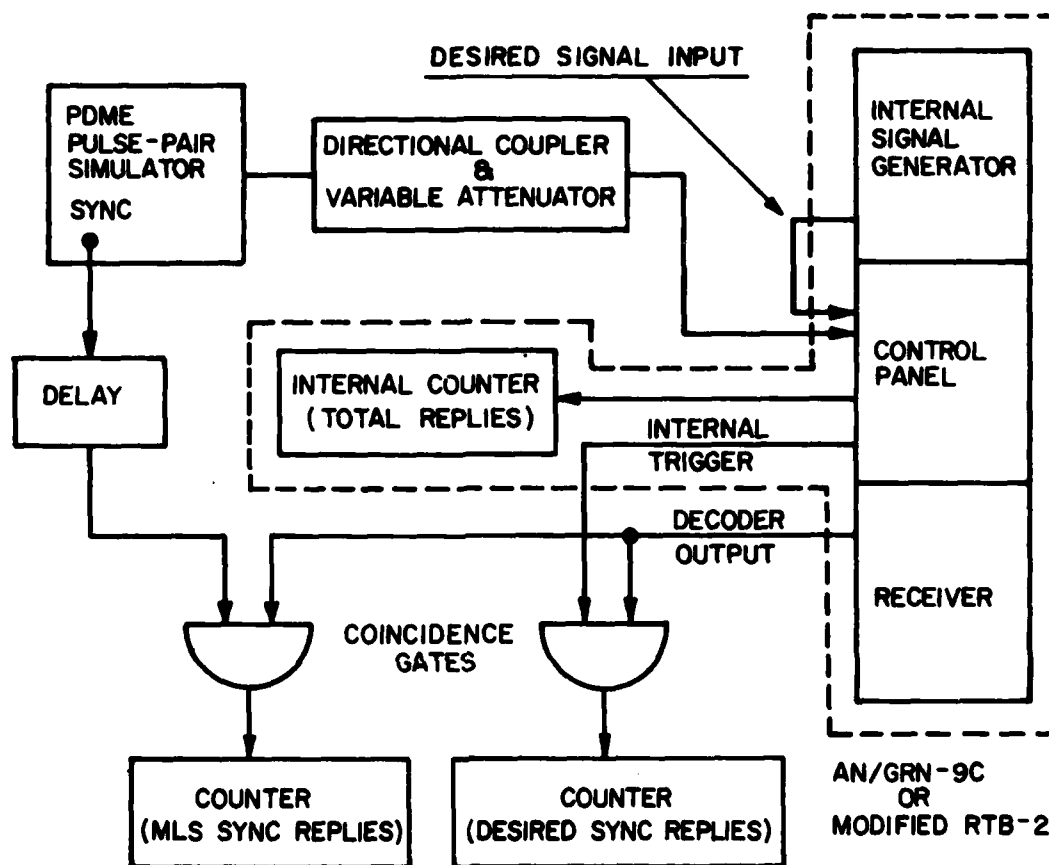 DESIRED SIGNAL INPUT
PDME
PULSE-PAIR
SIMULATOR
SYNC
DIRECTIONAL COUPLER
&
VARIABLE ATTENUATOR
INTERNAL
SIGNAL
GENERATOR
DELAY
INTERNAL COUNTER
(TOTAL REPLIES)
CONTROL
PANEL
INTERNAL
TRIGGER
DECODER
OUTPUT
RECEIVER
COINCIDENCE
GATES
COUNTER
(MLS SYNC REPLIES)
COUNTER
(DESIRED SYNC REPLIES)
AN/GRN-9C
OR
MODIFIED RTB-2